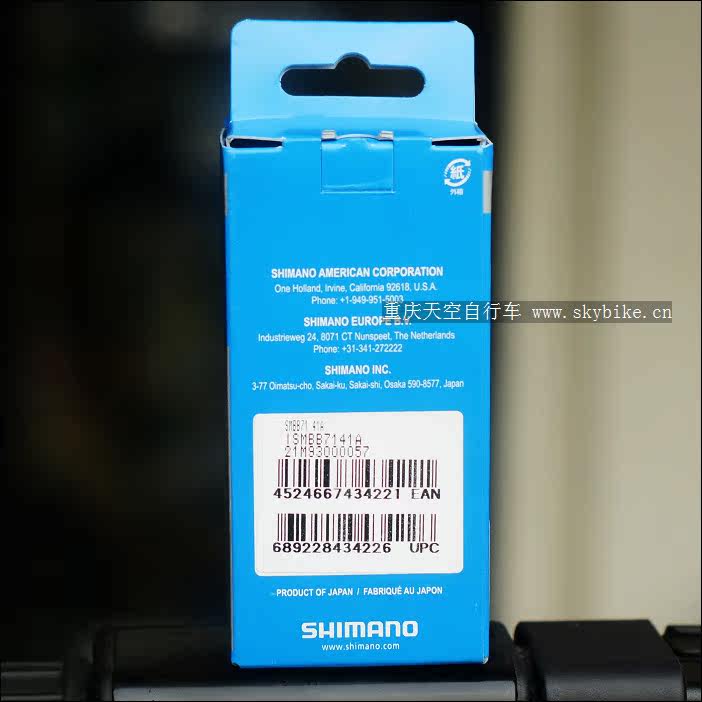 紙
外箱
SHIMANO AMERICAN CORPORATION
One Holland, Irvine, California 92618, U.S.A.
Phone: +1-949-951-5003
重庆天空自行车 www.skybike.cn
SHIMANO EUROPE B.V.
Industrieweg 24, 8071 CT Nunspeet, The Netherlands
Phone: +31-341-272222
SHIMANO INC.
3-77 Oimatsu-cho, Sakai-ku, Sakai-shi, Osaka 590-8577, Japan
SMBB71 41A
ISMBB7141A
21M93000057
4524667434221 EAN
689228434226 UPC
PRODUCT OF JAPAN / FABRIQUÉ AU JAPON
SHIMANO
www.shimano.com